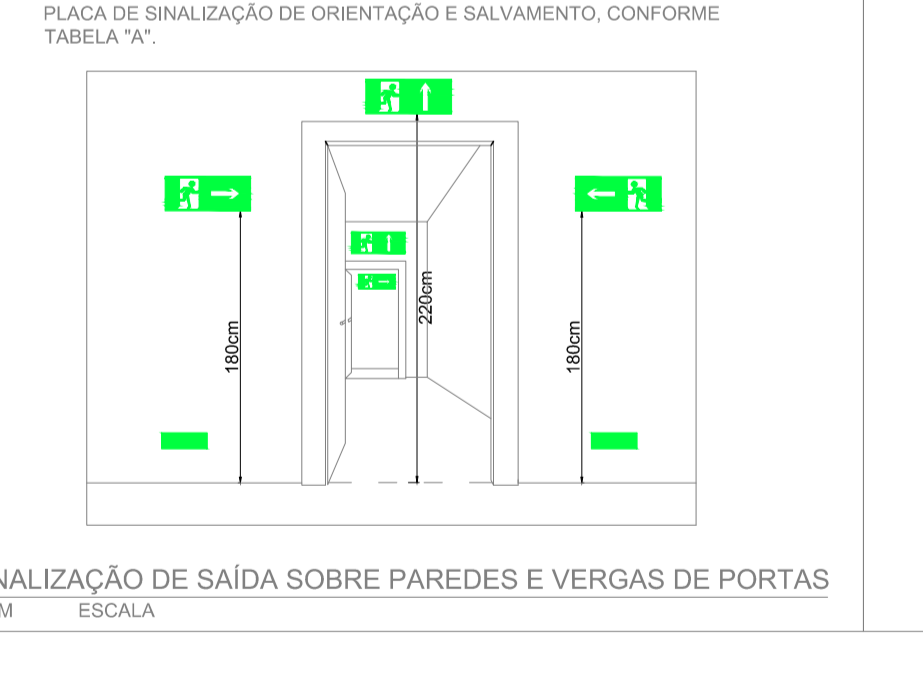 PLACA DE SINALIZAÇÃO DE ORIENTAÇÃO E SALVAMENTO, CONFORME
TABELA "A".
180cm
220cm
180cm
NALIZAÇÃO DE SAÍDA SOBRE PAREDES E VERGAS DE PORTAS
M ESCALA